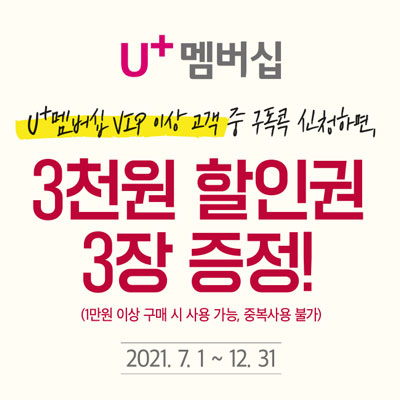 U+ 멤버십
U+멤버십 VIP 이상 고객 중 구독콕 신청하면,
3천원 할인권
3장 증정!
(1만원 이상 구매 시 사용 가능, 중복사용 불가)
2021. 7. 1 ~ 12. 31